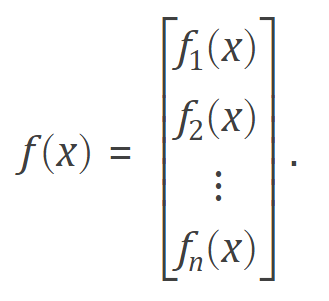 f(x) = [f₁(x)
f₂(x)
⋮
fₙ(x)].